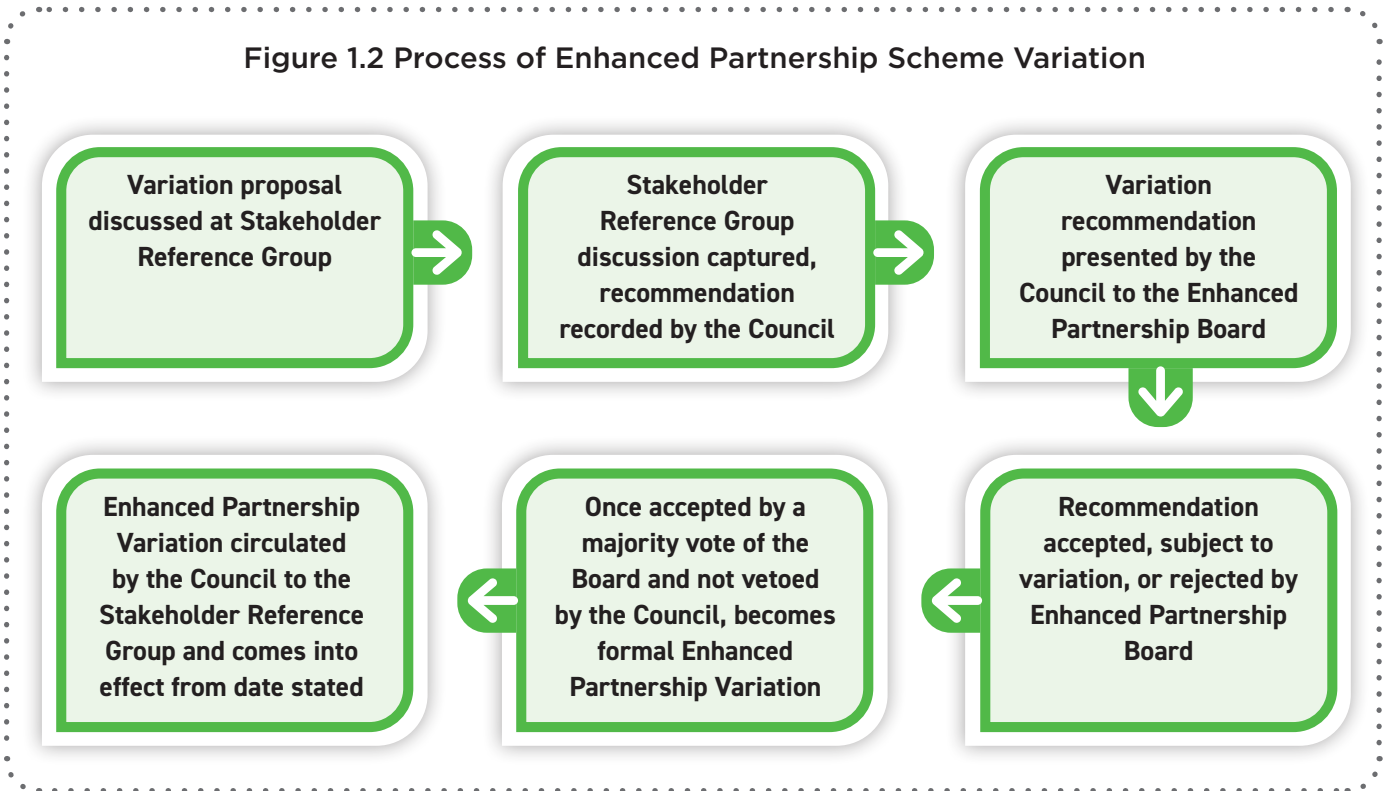 Figure 1.2 Process of Enhanced Partnership Scheme Variation
Variation proposal
discussed at Stakeholder
Reference Group
Stakeholder
Reference Group
discussion captured,
recommendation
recorded by the Council
Variation
recommendation
presented by the
Council to the Enhanced
Partnership Board
Recommendation
accepted, subject to
variation, or rejected by
Enhanced Partnership
Board
Once accepted by a
majority vote of the
Board and not vetoed
by the Council, becomes
formal Enhanced
Partnership Variation
Enhanced Partnership
Variation circulated
by the Council to the
Stakeholder Reference
Group and comes into
effect from date stated